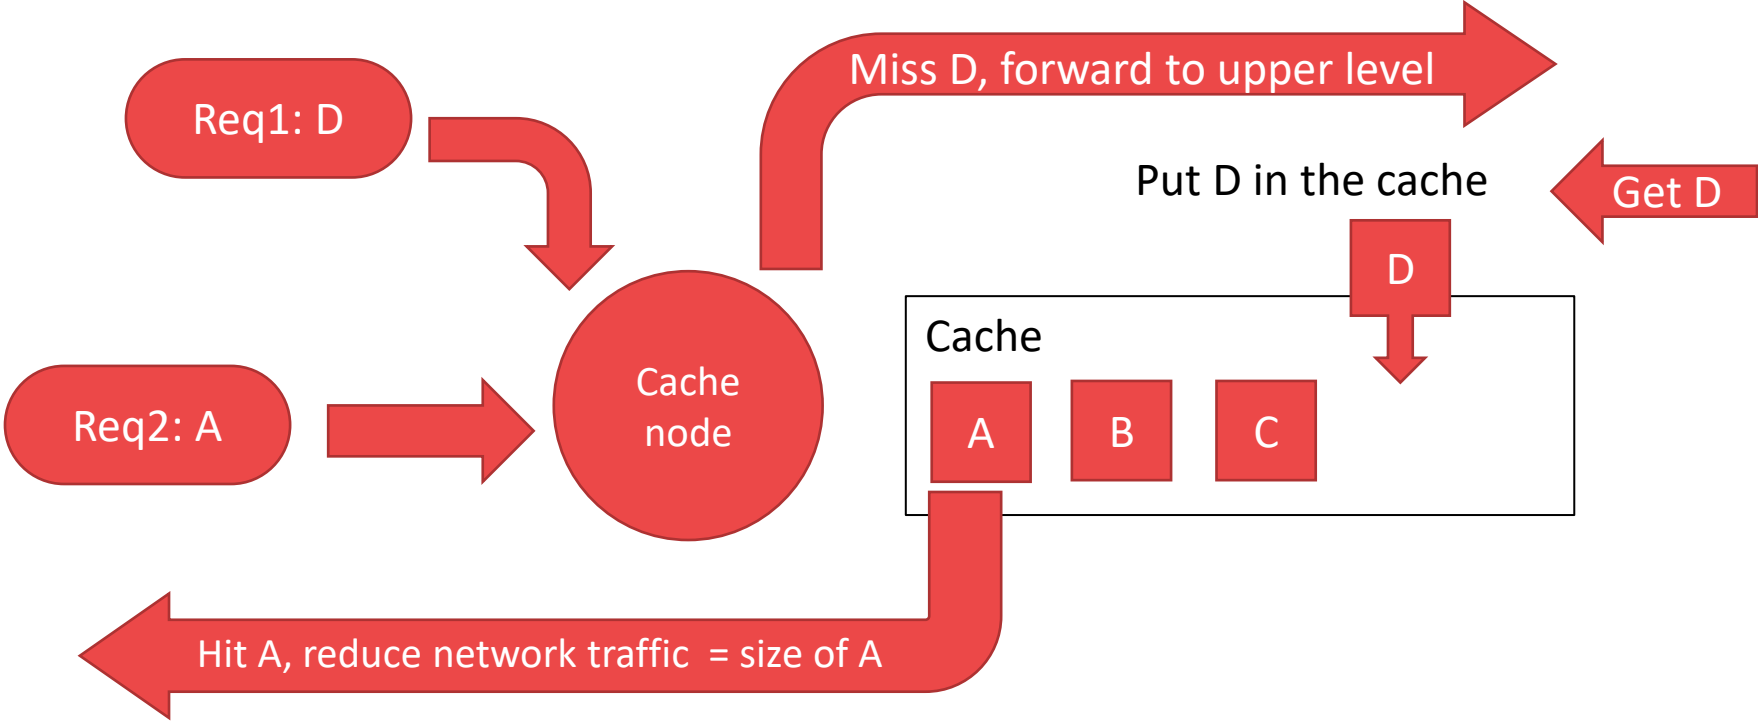 Req1: D
Miss D, forward to upper level
Put D in the cache
Get D
D
Cache
Req2: A
Cache
node
A
B
C
Hit A, reduce network traffic  = size of A